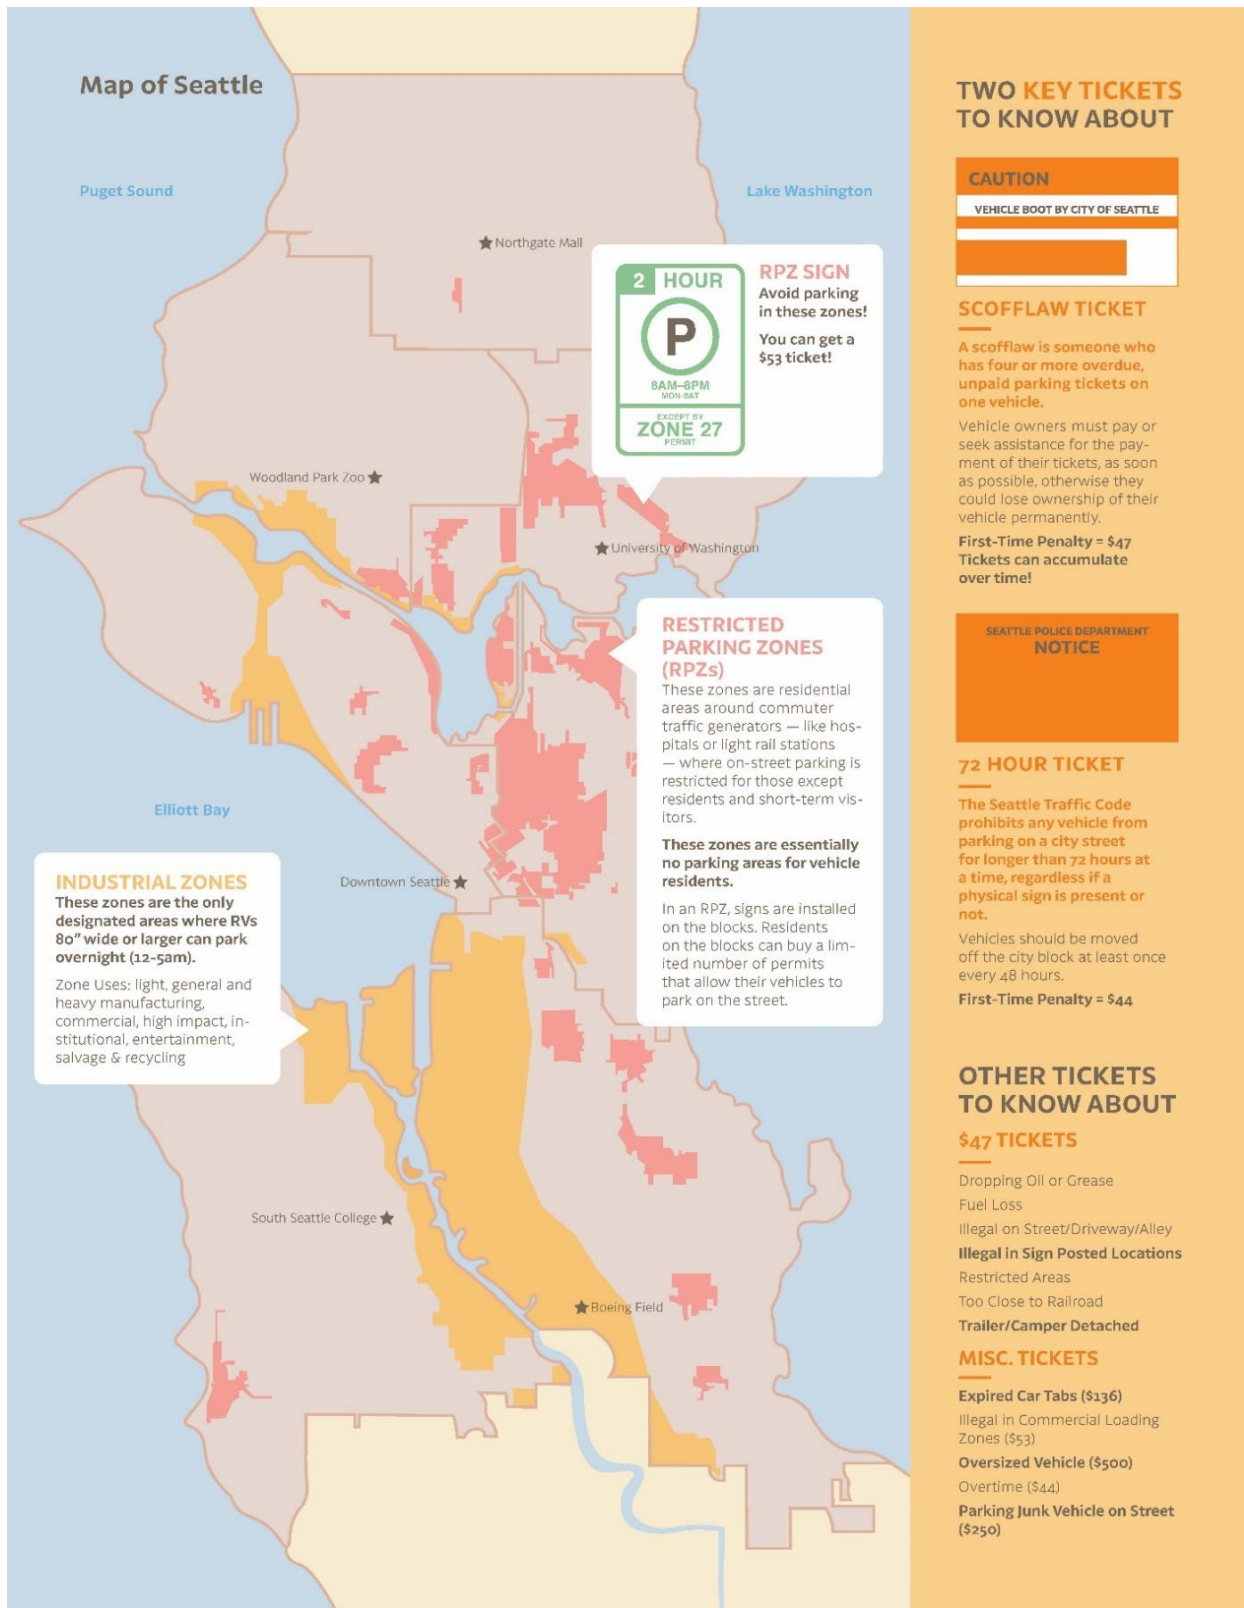 Map of Seattle
Puget Sound
Lake Washington
Northgate Mall
2 HOUR
P
8AM–8PM
MON-SAT
EXCEPT BY
ZONE 27
PERMIT
RPZ SIGN
Avoid parking
in these zones!
You can get a
$53 ticket!
Woodland Park Zoo
University of Washington
RESTRICTED
PARKING ZONES
(RPZs)
These zones are residential
areas around commuter
traffic generators — like hos-
pitals or light rail stations
— where on-street parking is
restricted for those except
residents and short-term vis-
itors.
These zones are essentially
no parking areas for vehicle
residents.
In an RPZ, signs are installed
on the blocks. Residents
on the blocks can buy a lim-
ited number of permits
that allow their vehicles to
park on the street.
Elliott Bay
Downtown Seattle
INDUSTRIAL ZONES
These zones are the only
designated areas where RVs
80" wide or larger can park
overnight (12-5am).
Zone Uses: light, general and
heavy manufacturing,
commercial, high impact, in-
stitutional, entertainment,
salvage & recycling
South Seattle College
Boeing Field
TWO KEY TICKETS
TO KNOW ABOUT
CAUTION
VEHICLE BOOT BY CITY OF SEATTLE
SCOFFLAW TICKET
A scofflaw is someone who
has four or more overdue,
unpaid parking tickets on
one vehicle.
Vehicle owners must pay or
seek assistance for the pay-
ment of their tickets, as soon
as possible, otherwise they
could lose ownership of their
vehicle permanently.
First-Time Penalty = $47
Tickets can accumulate
over time!
SEATTLE POLICE DEPARTMENT
NOTICE
72 HOUR TICKET
The Seattle Traffic Code
prohibits any vehicle from
parking on a city street
for longer than 72 hours at
a time, regardless if a
physical sign is present or
not.
Vehicles should be moved
off the city block at least once
every 48 hours.
First-Time Penalty = $44
OTHER TICKETS
TO KNOW ABOUT
$47 TICKETS
Dropping Oil or Grease
Fuel Loss
Illegal on Street/Driveway/Alley
Illegal in Sign Posted Locations
Restricted Areas
Too Close to Railroad
Trailer/Camper Detached
MISC. TICKETS
Expired Car Tabs ($136)
Illegal in Commercial Loading
Zones ($53)
Oversized Vehicle ($500)
Overtime ($44)
Parking Junk Vehicle on Street
($250)